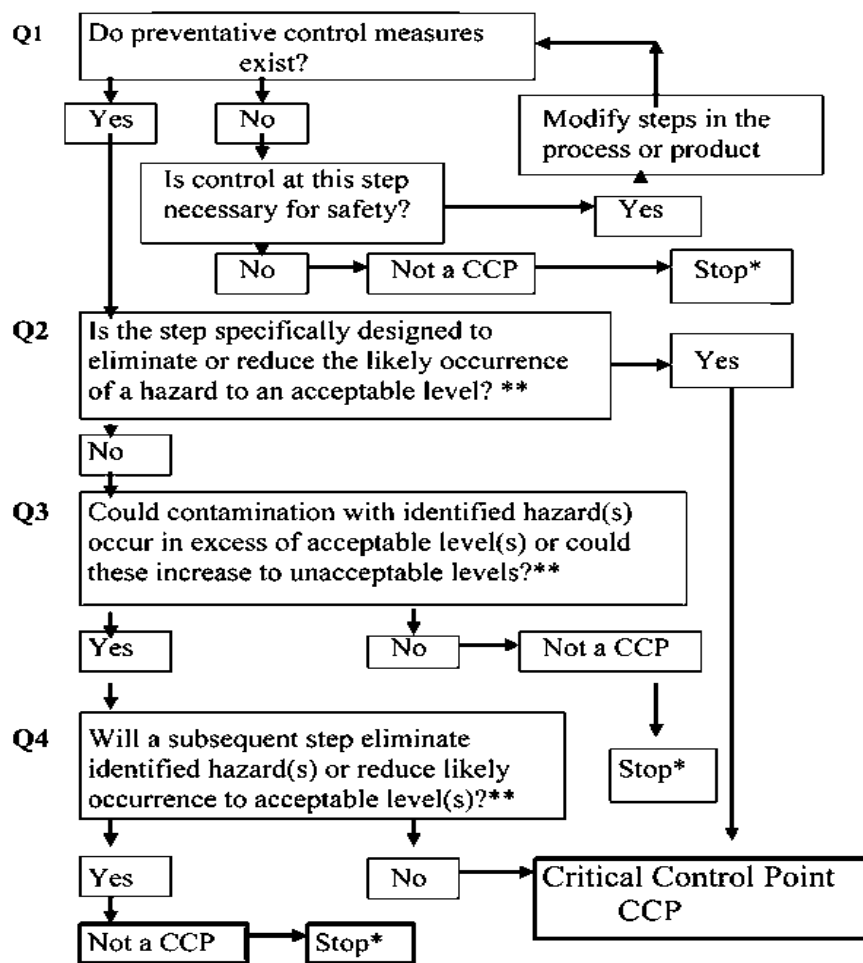 Q1
Do preventative control measures
exist?
Yes
No
Modify steps in the
process or product
Is control at this step
necessary for safety?
Yes
No
Not a CCP
Stop*
Q2
Is the step specifically designed to
eliminate or reduce the likely occurrence
of a hazard to an acceptable level? **
Yes
No
Q3
Could contamination with identified hazard(s)
occur in excess of acceptable level(s) or could
these increase to unacceptable levels?**
Yes
No
Not a CCP
Stop*
Q4
Will a subsequent step eliminate
identified hazard(s) or reduce likely
occurrence to acceptable level(s)?**
Yes
No
Critical Control Point
CCP
Not a CCP
Stop*